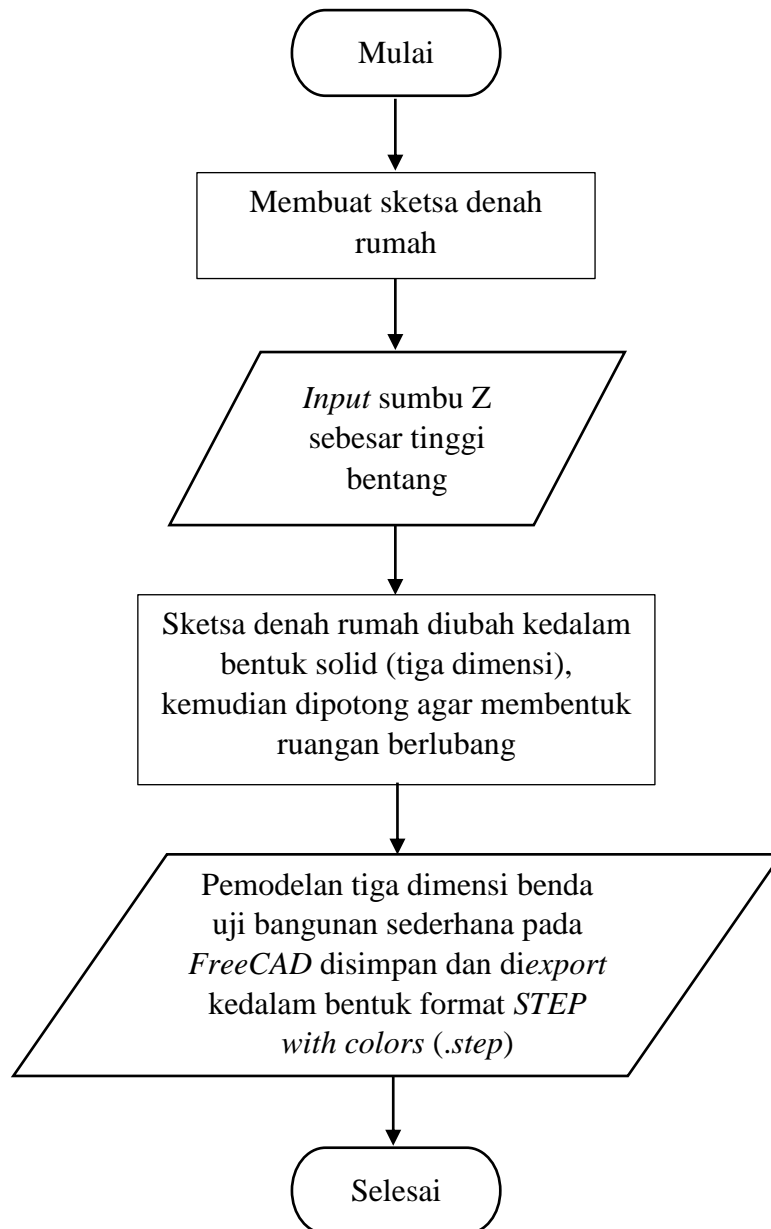 Mulai
Membuat sketsa denah
rumah
Input sumbu Z
sebesar tinggi
bentang
Sketsa denah rumah diubah kedalam
bentuk solid (tiga dimensi),
kemudian dipotong agar membentuk
ruangan berlubang
Pemodelan tiga dimensi benda
uji bangunan sederhana pada
FreeCAD disimpan dan diexport
kedalam bentuk format STEP
with colors (.step)
Selesai